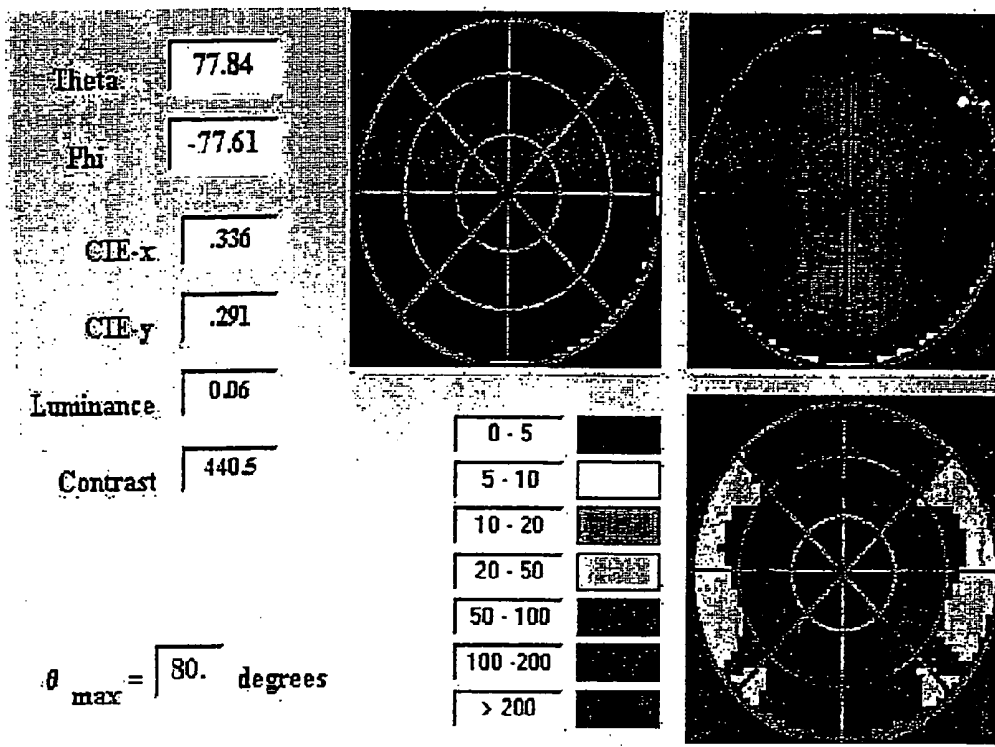 Theta 77.84
Phi -77.61
CIE-x .336
CIE-y .291
Luminance 0.06
Contrast 440.5
0 - 5
5 - 10
10 - 20
20 - 50
50 - 100
100 -200
> 200
θ max = 80. degrees